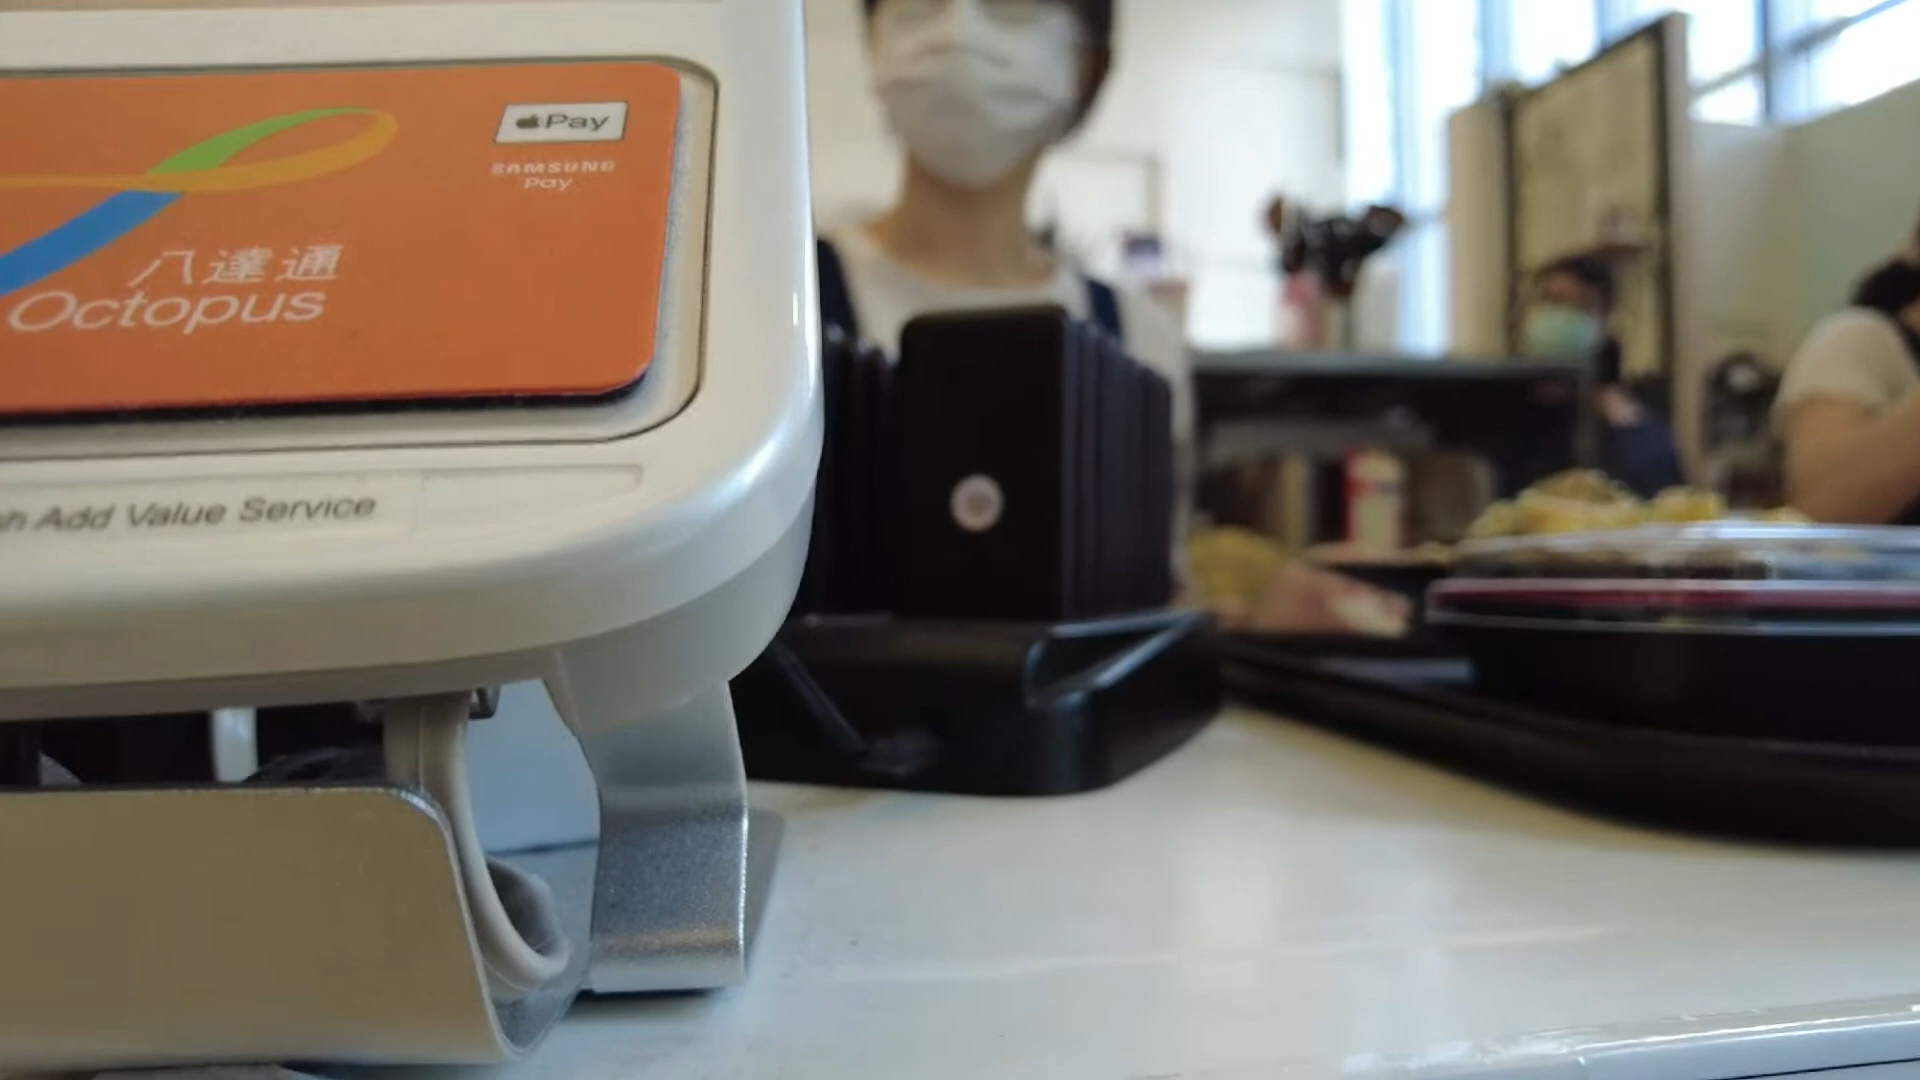 Pay
SAMSUNG
Pay
八達通
Octopus
Add Value Service